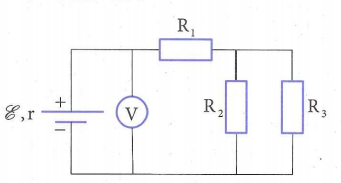 R₁
+
ℰ, r
−
V
R₂
R₃